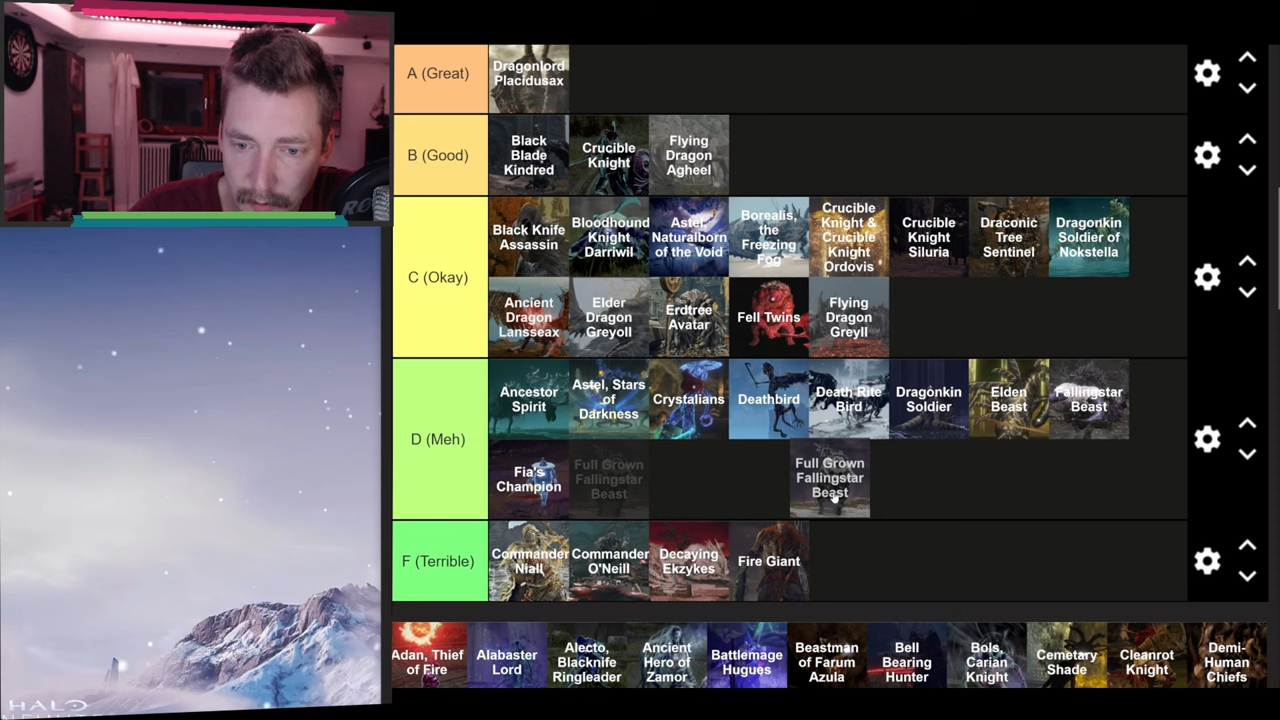 A (Great)
Dragonlord
Placidusax
B (Good)
Black
Blade
Kindred
Crucible
Knight
Flying
Dragon
Agheel
C (Okay)
Black Knife
Assassin
Bloodhound
Knight
Darriwil
Astel,
Naturalborn
of the Void
Borealis,
the
Freezing
Fog
Crucible
Knight &
Crucible
Knight
Ordovis
Crucible
Knight
Siluria
Draconic
Tree
Sentinel
Dragonkin
Soldier of
Nokstella
Ancient
Dragon
Lansseax
Elder
Dragon
Greyoll
Erdtree
Avatar
Fell Twins
Flying
Dragon
Greyll
D (Meh)
Ancestor
Spirit
Astel, Stars
of
Darkness
Crystalians
Deathbird
Death Rite
Bird
Dragonkin
Soldier
Elden
Beast
Fallingstar
Beast
Fia's
Champion
Full Grown
Fallingstar
Beast
Full Grown
Fallingstar
Beast
F (Terrible)
Commander
Niall
Commander
O'Neill
Decaying
Ekzykes
Fire Giant
Adan, Thief
of Fire
Alabaster
Lord
Alecto,
Blacknife
Ringleader
Ancient
Hero of
Zamor
Battlemage
Hugues
Beastman
of Farum
Azula
Bell
Bearing
Hunter
Bols,
Carian
Knight
Cemetary
Shade
Cleanrot
Knight
Demi-
Human
Chiefs
HALO